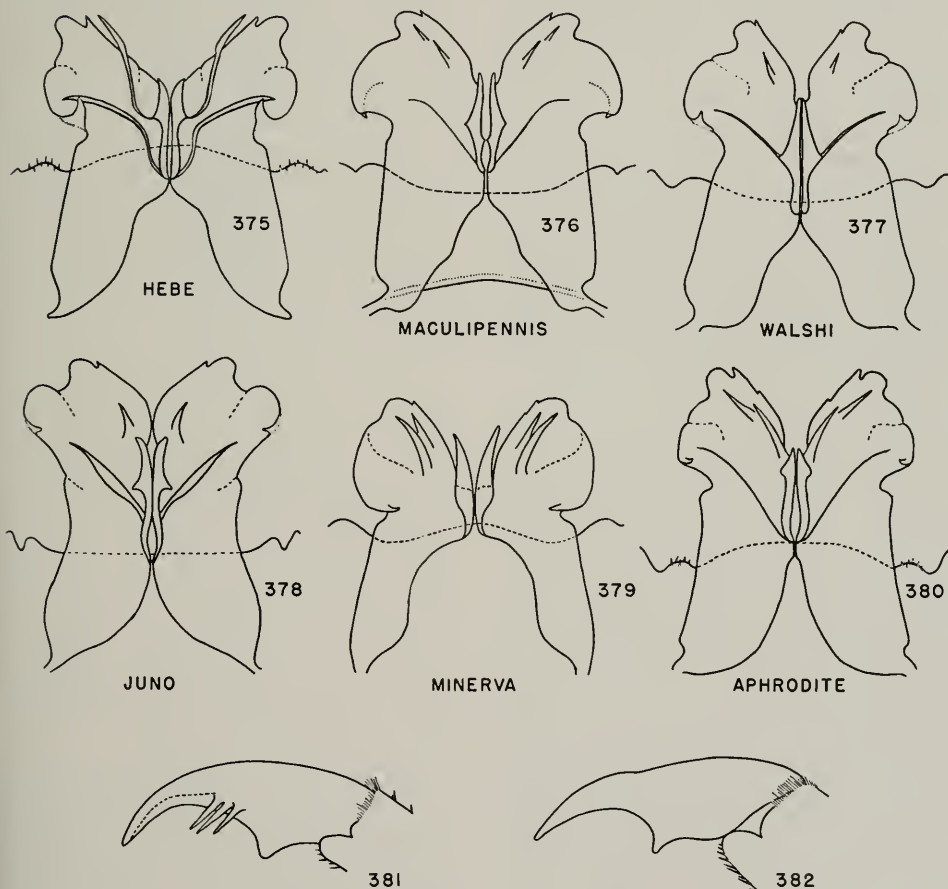 375
HEBE
376
MACULIPENNIS
377
WALSHI
378
JUNO
379
MINERVA
380
APHRODITE
381
382